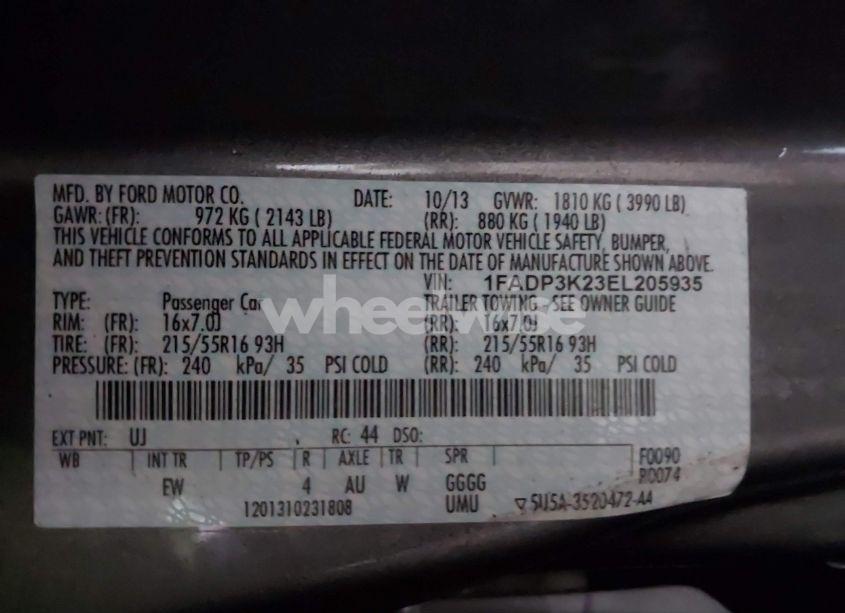 MFD. BY FORD MOTOR CO. DATE: 10/13 GVWR: 1810 KG ( 3990 LB)
GAWR: (FR): 972 KG ( 2143 LB) (RR): 880 KG ( 1940 LB)
THIS VEHICLE CONFORMS TO ALL APPLICABLE FEDERAL MOTOR VEHICLE SAFETY, BUMPER,
AND THEFT PREVENTION STANDARDS IN EFFECT ON THE DATE OF MANUFACTURE SHOWN ABOVE.
VIN: 1FADP3K23EL205935
TYPE: Passenger Car TRAILER TOWING - SEE OWNER GUIDE
wheelwise
RIM: (FR): 16x7.0J (RR): 16x7.0J
TIRE: (FR): 215/55R16 93H (RR): 215/55R16 93H
PRESSURE: (FR): 240 kPa/ 35 PSI COLD (RR): 240 kPa/ 35 PSI COLD
EXT PNT: UJ RC: 44 DSO:
WB INT TR TP/PS R AXLE TR SPR F0090
R0074
EW 4 AU W GGGG
1201310231808 UMU ▽5U5A-3520472-AA